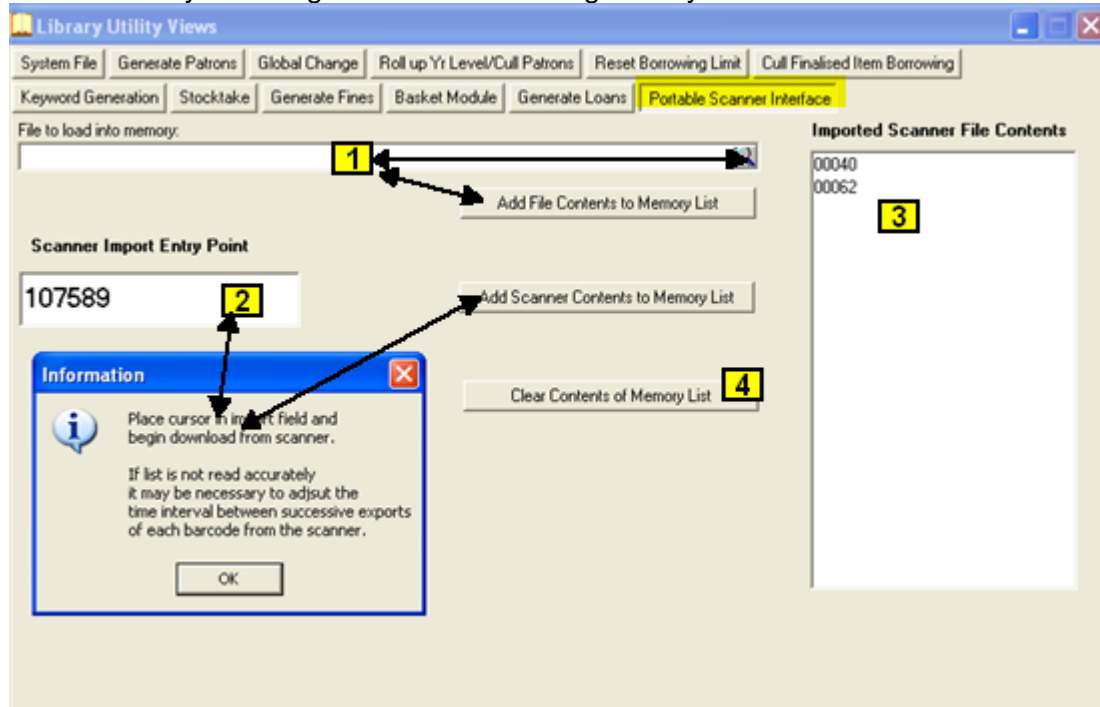 Library Utility Views
System File Generate Patrons Global Change Roll up Yr Level/Cull Patrons Reset Borrowing Limit Cull Finalised Item Borrowing
Keyword Generation Stocktake Generate Fines Basket Module Generate Loans Portable Scanner Interface
File to load into memory:
Imported Scanner File Contents
1
00040
00062
Add File Contents to Memory List
3
Scanner Import Entry Point
107589
2
Add Scanner Contents to Memory List
Information
Clear Contents of Memory List
4
Place cursor in import field and
begin download from scanner.
If list is not read accurately
it may be necessary to adjsut the
time interval between successive exports
of each barcode from the scanner.
OK